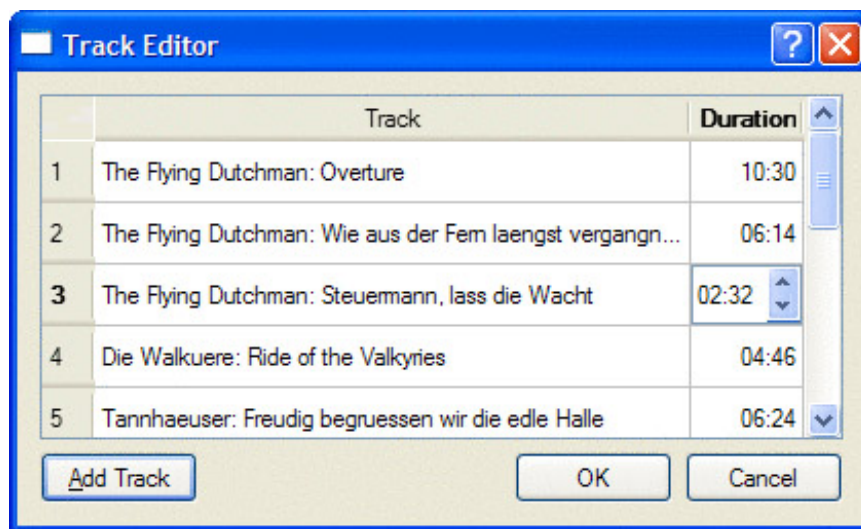 Track Editor
Track Duration
1 The Flying Dutchman: Overture 10:30
2 The Flying Dutchman: Wie aus der Fern laengst vergangn... 06:14
3 The Flying Dutchman: Steuermann, lass die Wacht 02:32
4 Die Walkuere: Ride of the Valkyries 04:46
5 Tannhaeuser: Freudig begruessen wir die edle Halle 06:24
Add Track OK Cancel